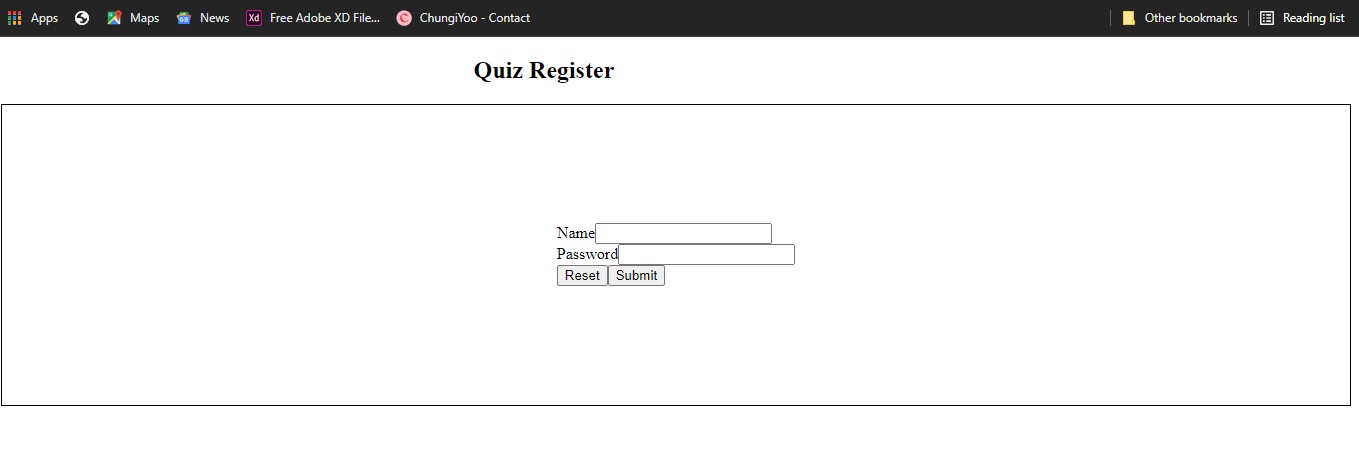 Apps Maps News Xd Free Adobe XD File... C ChungiYoo - Contact Other bookmarks Reading list
Quiz Register
Name
Password
Reset Submit